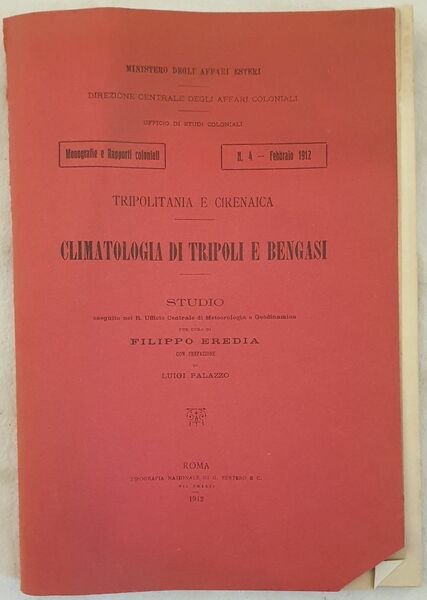 MINISTERO DEGLI AFFARI ESTERI
DIREZIONE CENTRALE DEGLI AFFARI COLONIALI
UFFICIO DI STUDI COLONIALI
Monografie e Rapporti coloniali
N. 4 — Febbraio 1912
TRIPOLITANIA E CIRENAICA
CLIMATOLOGIA DI TRIPOLI E BENGASI
STUDIO
eseguito nel R. Ufficio Centrale di Meteorologia e Geodinamica
PER CURA DI
FILIPPO EREDIA
CON PREFAZIONE
DI
LUIGI PALAZZO
ROMA
TIPOGRAFIA NAZIONALE DI G. BERTERO E C.
VIA UMBRIA
1912